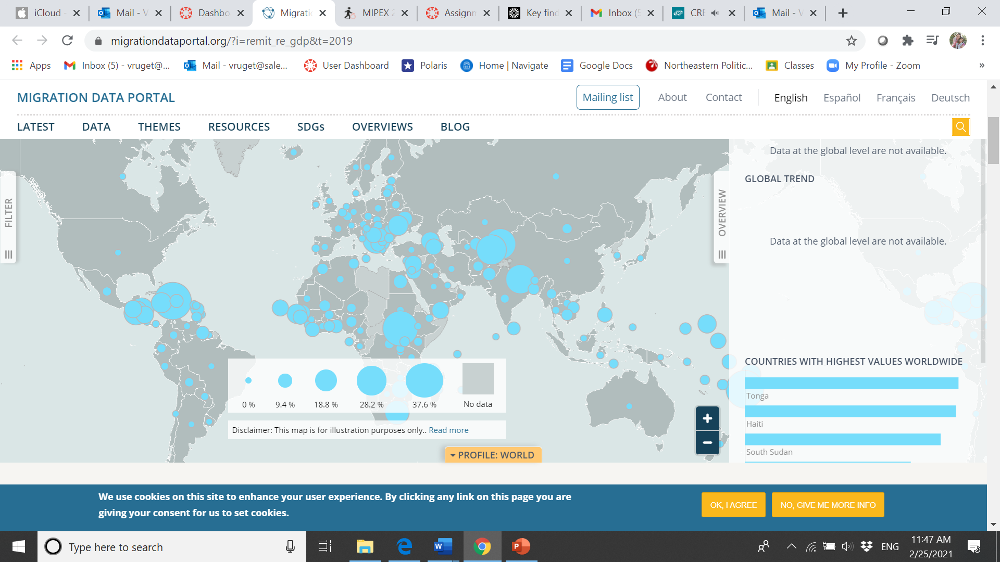 iCloud
Mail - V
Dashbo
Migrati
MIPEX 2
Assignm
Key find
Inbox (5
CRE
Mail - V
migrationdataportal.org/?i=remit_re_gdp&t=2019
Apps
Inbox (5) - vruget@...
Mail - vruget@sale...
User Dashboard
Polaris
Home | Navigate
Google Docs
Northeastern Politic...
Classes
My Profile - Zoom
»
MIGRATION DATA PORTAL
Mailing list
About
Contact
English
Español
Français
Deutsch
LATEST
DATA
THEMES
RESOURCES
SDGs
OVERVIEWS
BLOG
FILTER
OVERVIEW
Data at the global level are not available.
GLOBAL TREND
Data at the global level are not available.
COUNTRIES WITH HIGHEST VALUES WORLDWIDE
Tonga
Haiti
South Sudan
0 %
9.4 %
18.8 %
28.2 %
37.6 %
No data
Disclaimer: This map is for illustration purposes only.. Read more
+
−
PROFILE: WORLD
We use cookies on this site to enhance your user experience. By clicking any link on this page you are
giving your consent for us to set cookies.
OK, I AGREE
NO, GIVE ME MORE INFO
Type here to search
ENG
11:47 AM
2/25/2021